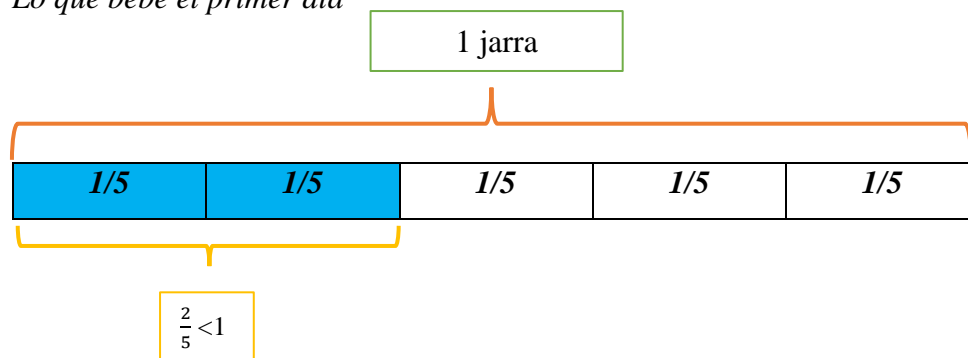 Lo que bebe el primer día
1 jarra
1/5 1/5 1/5 1/5 1/5
2/5 <1